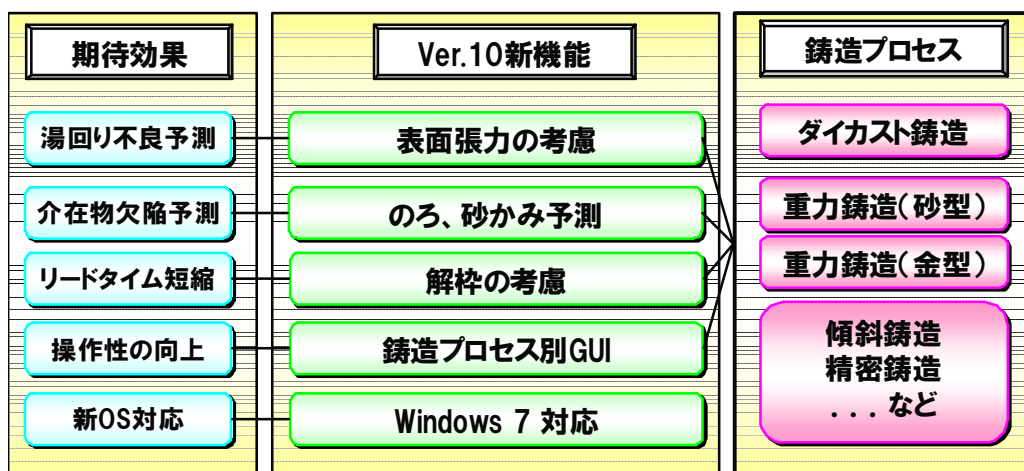 期待効果
Ver.10新機能
鋳造プロセス
湯回り不良予測
表面張力の考慮
ダイカスト鋳造
介在物欠陥予測
のろ、砂かみ予測
重力鋳造(砂型)
リードタイム短縮
解枠の考慮
重力鋳造(金型)
操作性の向上
鋳造プロセス別GUI
傾斜鋳造
精密鋳造
...など
新OS対応
Windows 7 対応